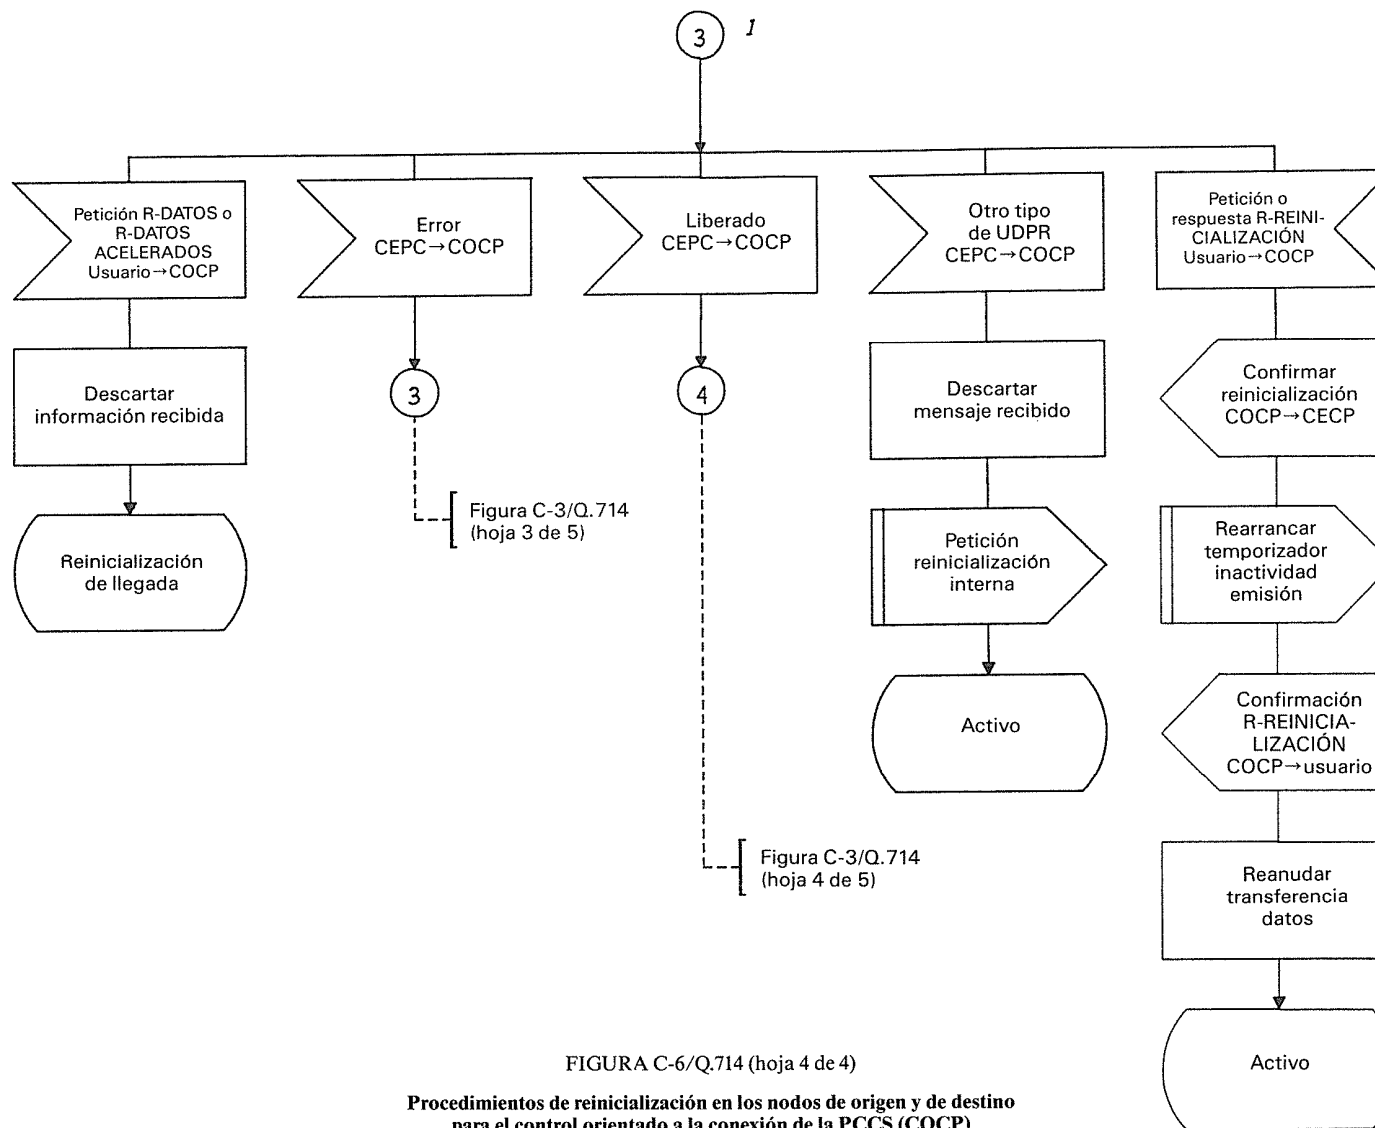 3 1
Petición R-DATOS o
R-DATOS
ACELERADOS
Usuario→COCP
Descartar
información recibida
Reinicialización
de llegada
Error
CEPC→COCP
3
Figura C-3/Q.714
(hoja 3 de 5)
Liberado
CEPC→COCP
4
Figura C-3/Q.714
(hoja 4 de 5)
Otro tipo
de UDPR
CEPC→COCP
Descartar
mensaje recibido
Petición
reinicialización
interna
Activo
Petición o
respuesta R-REINI-
CIALIZACIÓN
Usuario→COCP
Confirmar
reinicialización
COCP→CECP
Rearrancar
temporizador
inactividad
emisión
Confirmación
R-REINICIA-
LIZACIÓN
COCP→usuario
Reanudar
transferencia
datos
Activo
FIGURA C-6/Q.714 (hoja 4 de 4)
Procedimientos de reinicialización en los nodos de origen y de destino
para el control orientado a la conexión de la PCCS (COCP)